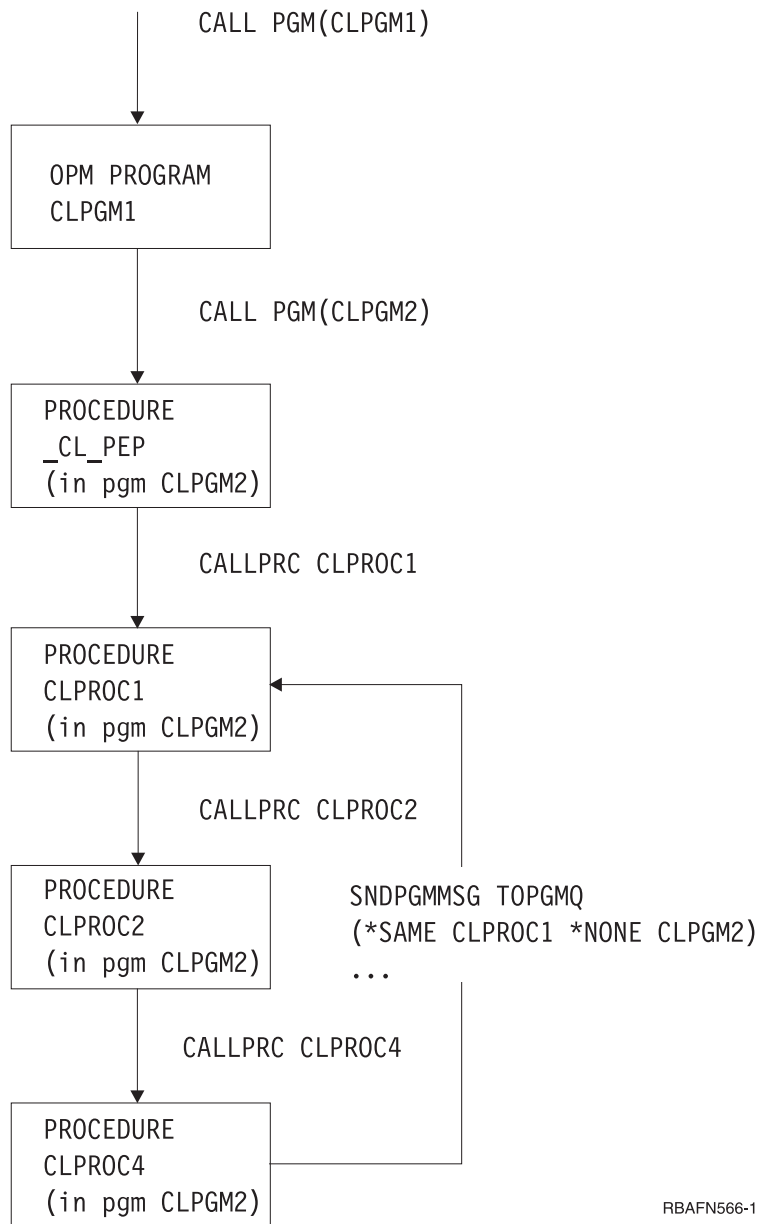 CALL PGM(CLPGM1)
OPM PROGRAM
CLPGM1
CALL PGM(CLPGM2)
PROCEDURE
_CL_PEP
(in pgm CLPGM2)
CALLPRC CLPROC1
PROCEDURE
CLPROC1
(in pgm CLPGM2)
CALLPRC CLPROC2
PROCEDURE
CLPROC2
(in pgm CLPGM2)
SNDPGMMSG TOPGMQ
(*SAME CLPROC1 *NONE CLPGM2)
...
CALLPRC CLPROC4
PROCEDURE
CLPROC4
(in pgm CLPGM2)
RBAFN566-1